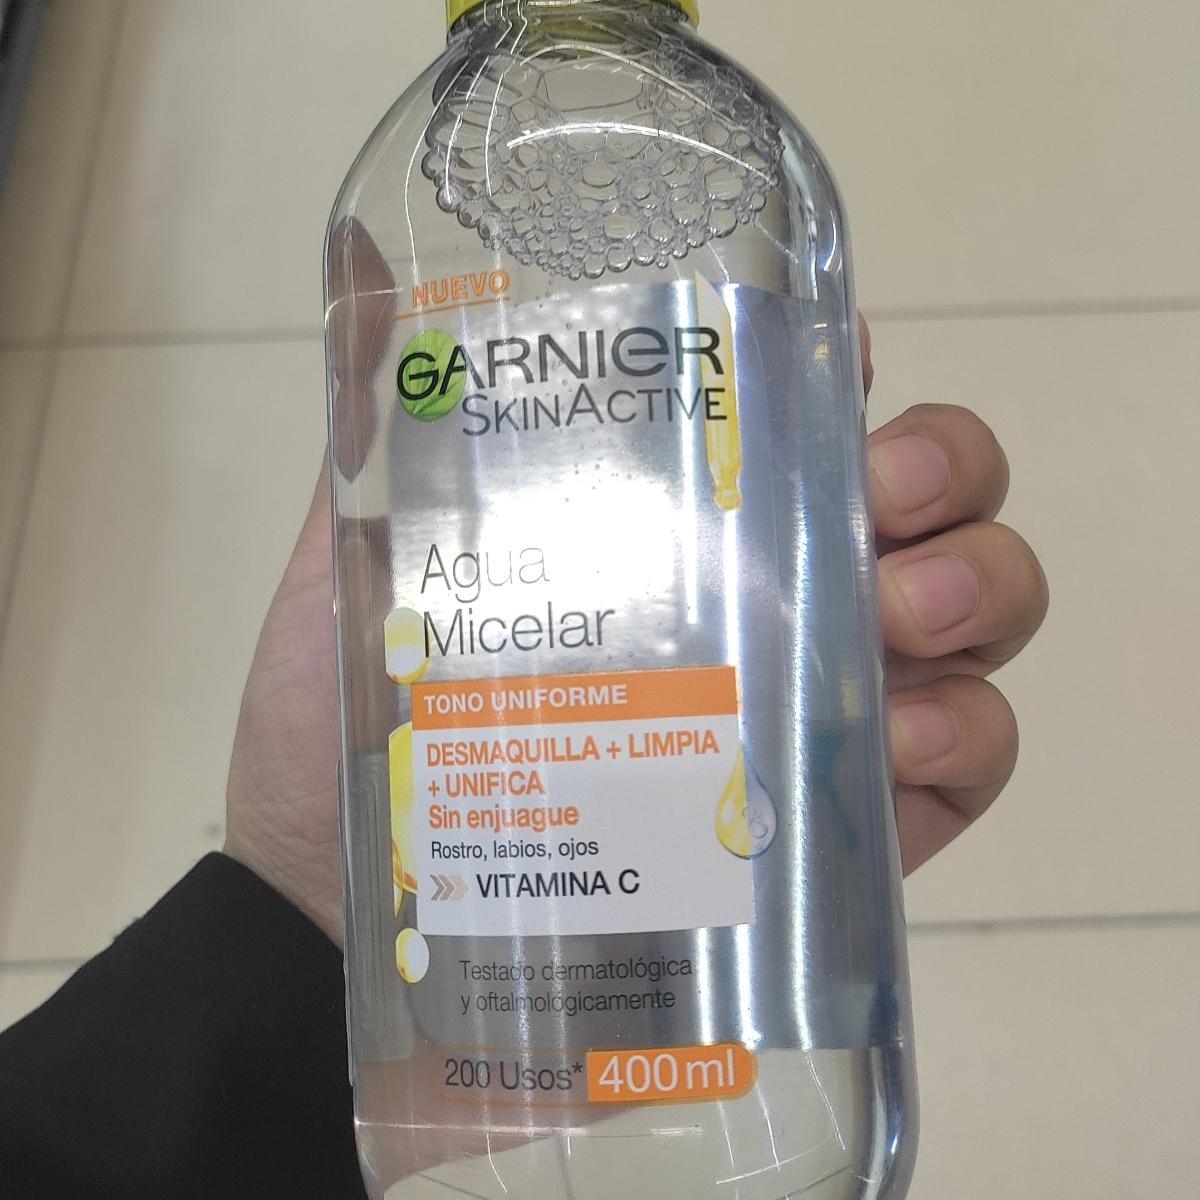 NUEVO
GARNIER
SKINACTIVE
Agua
Micelar
TONO UNIFORME
DESMAQUILLA + LIMPIA
+ UNIFICA
Sin enjuague
Rostro, labios, ojos
VITAMINA C
Testado dermatológica
y oftalmológicamente
200 Usos* 400 ml